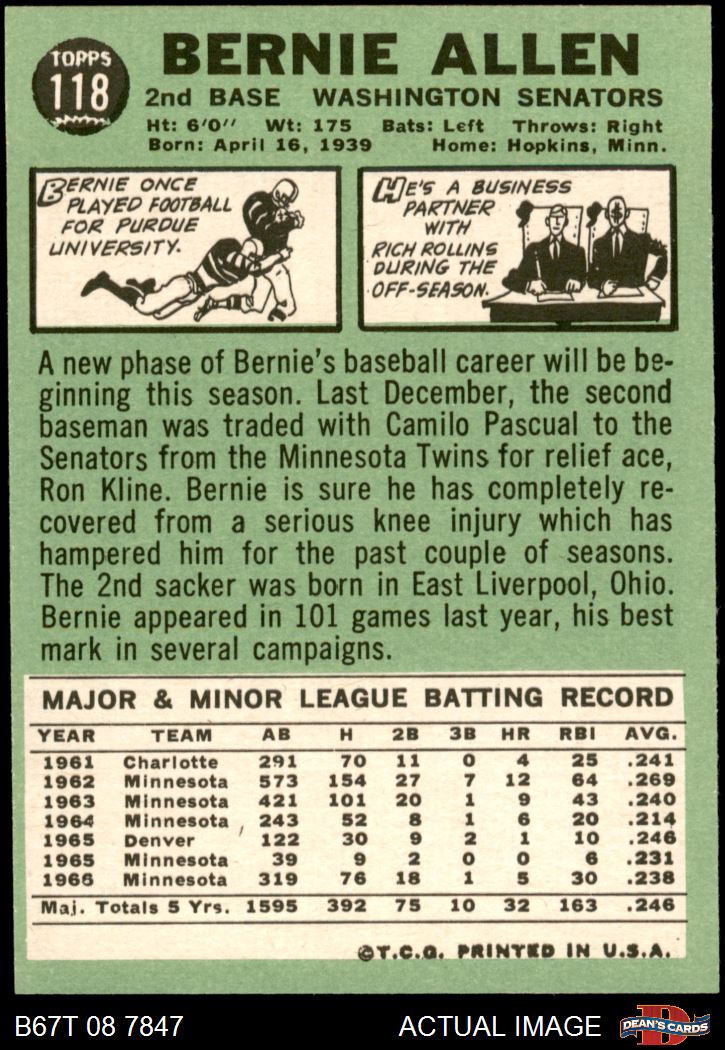 TOPPS
118
BERNIE ALLEN
2nd BASE WASHINGTON SENATORS
Ht: 6'0'' Wt: 175 Bats: Left Throws: Right
Born: April 16, 1939 Home: Hopkins, Minn.
BERNIE ONCE
PLAYED FOOTBALL
FOR PURDUE
UNIVERSITY.
HE'S A BUSINESS
PARTNER
WITH
RICH ROLLINS
DURING THE
OFF-SEASON.
A new phase of Bernie's baseball career will be be-
ginning this season. Last December, the second
baseman was traded with Camilo Pascual to the
Senators from the Minnesota Twins for relief ace,
Ron Kline. Bernie is sure he has completely re-
covered from a serious knee injury which has
hampered him for the past couple of seasons.
The 2nd sacker was born in East Liverpool, Ohio.
Bernie appeared in 101 games last year, his best
mark in several campaigns.
MAJOR & MINOR LEAGUE BATTING RECORD
YEAR TEAM AB H 2B 3B HR RBI AVG.
1961 Charlotte 291 70 11 0 4 25 .241
1962 Minnesota 573 154 27 7 12 64 .269
1963 Minnesota 421 101 20 1 9 43 .240
1964 Minnesota 243 52 8 1 6 20 .214
1965 Denver 122 30 9 2 1 10 .246
1965 Minnesota 39 9 2 0 0 6 .231
1966 Minnesota 319 76 18 1 5 30 .238
Maj. Totals 5 Yrs. 1595 392 75 10 32 163 .246
©T.C.G. PRINTED IN U.S.A.
B67T 08 7847 ACTUAL IMAGE
D
DEAN'S CARDS